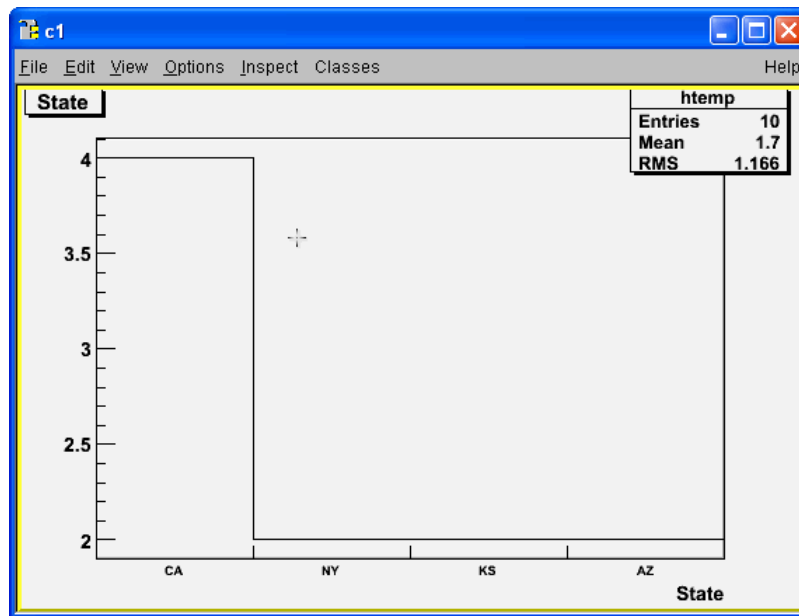 c1
File Edit View Options Inspect Classes Help
State
htemp
Entries 10
Mean 1.7
RMS 1.166
4
3.5
3
2.5
2
CA NY KS AZ
State